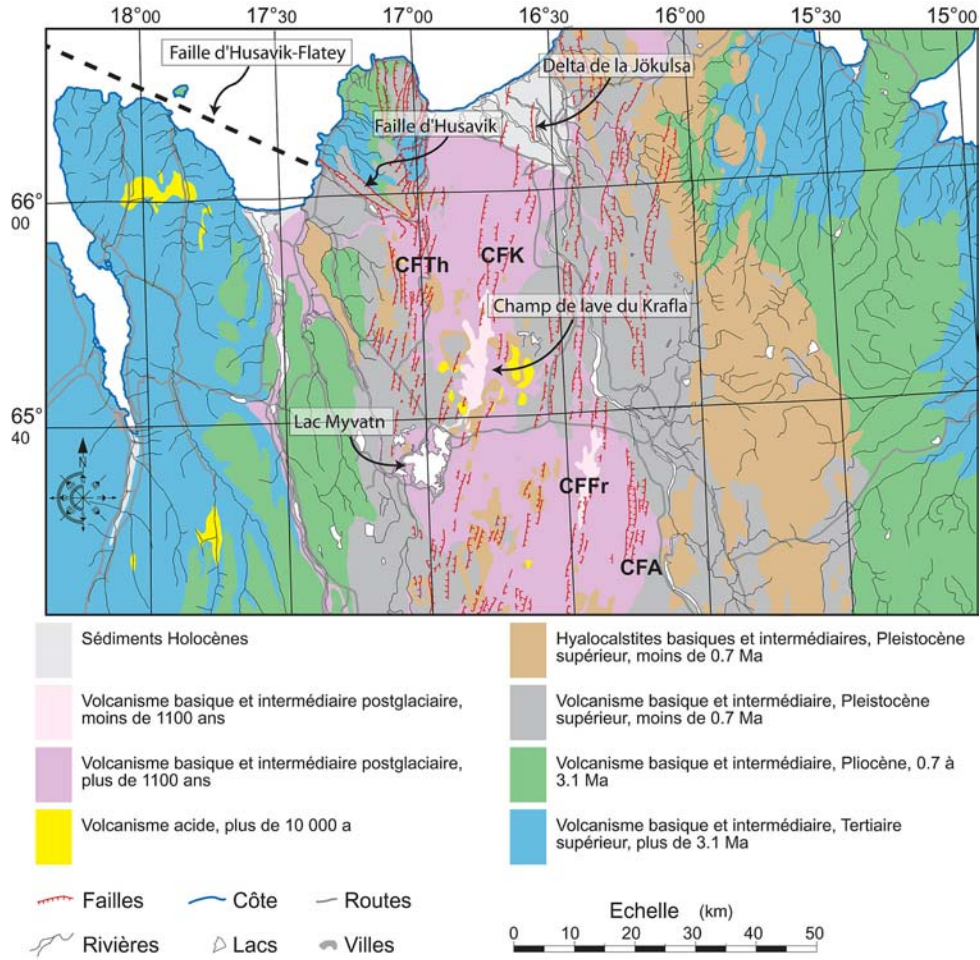 18°00'
17°30'
17°00'
16°30'
16°00'
15°30'
15°00'
Faille d'Husavik-Flatey
Delta de la Jökulsa
Faille d'Husavik
66°
00
CFTh
CFK
Champ de lave du Krafla
65°
40
Lac Myvatn
N
CFFr
CFA
Sédiments Holocènes
Volcanisme basique et intermédiaire postglaciaire,
moins de 1100 ans
Volcanisme basique et intermédiaire postglaciaire,
plus de 1100 ans
Volcanisme acide, plus de 10 000 a
Hyalocalstites basiques et intermédiaires, Pleistocène
supérieur, moins de 0.7 Ma
Volcanisme basique et intermédiaire, Pleistocène
supérieur, moins de 0.7 Ma
Volcanisme basique et intermédiaire, Pliocène, 0.7 à
3.1 Ma
Volcanisme basique et intermédiaire, Tertiaire
supérieur, plus de 3.1 Ma
Failles
Côte
Routes
Rivières
Lacs
Villes
Echelle (km)
0 10 20 30 40 50